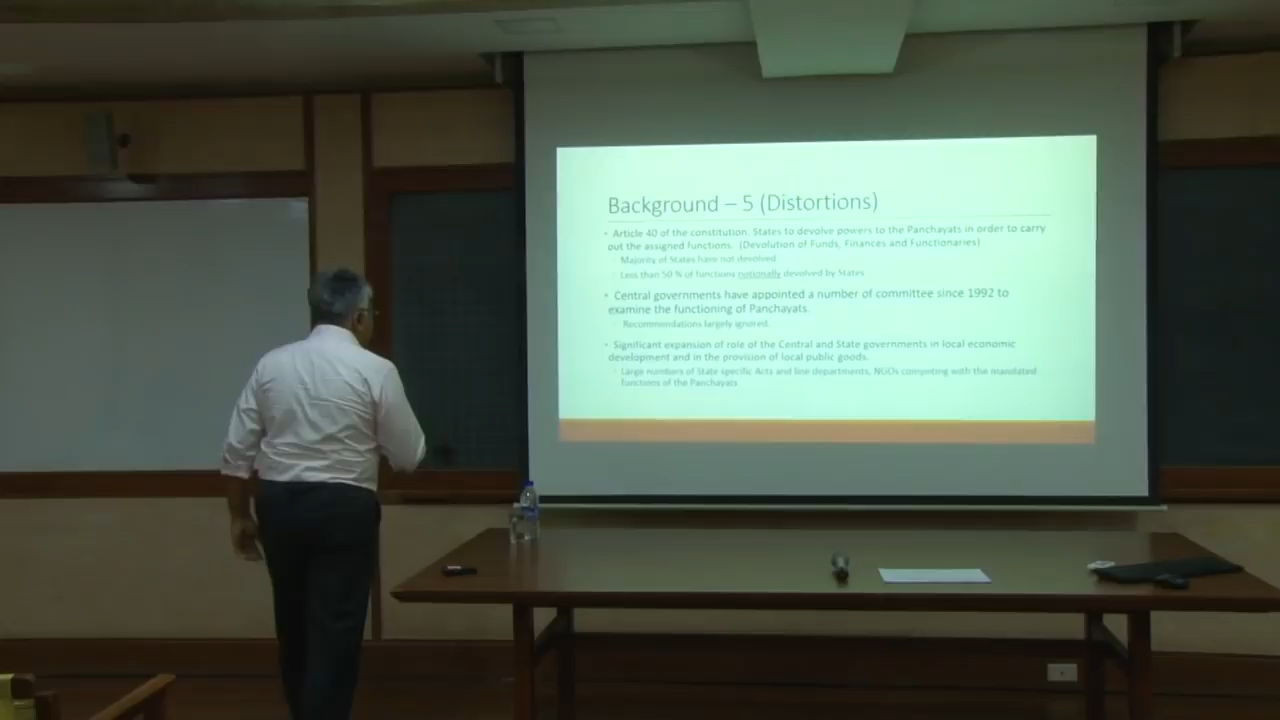 Background – 5 (Distortions)
• Article 40 of the constitution. States to devolve powers to the Panchayats in order to carry
out the assigned functions. (Devolution of Funds, Finances and Functionaries)
Majority of States have not devolved
Less than 50 % of functions notionally devolved by States
• Central governments have appointed a number of committee since 1992 to
examine the functioning of Panchayats.
Recommendations largely ignored.
• Significant expansion of role of the Central and State governments in local economic
development and in the provision of local public goods.
Large numbers of State specific Acts and line departments, NGOs competing with the mandated
functions of the Panchayats